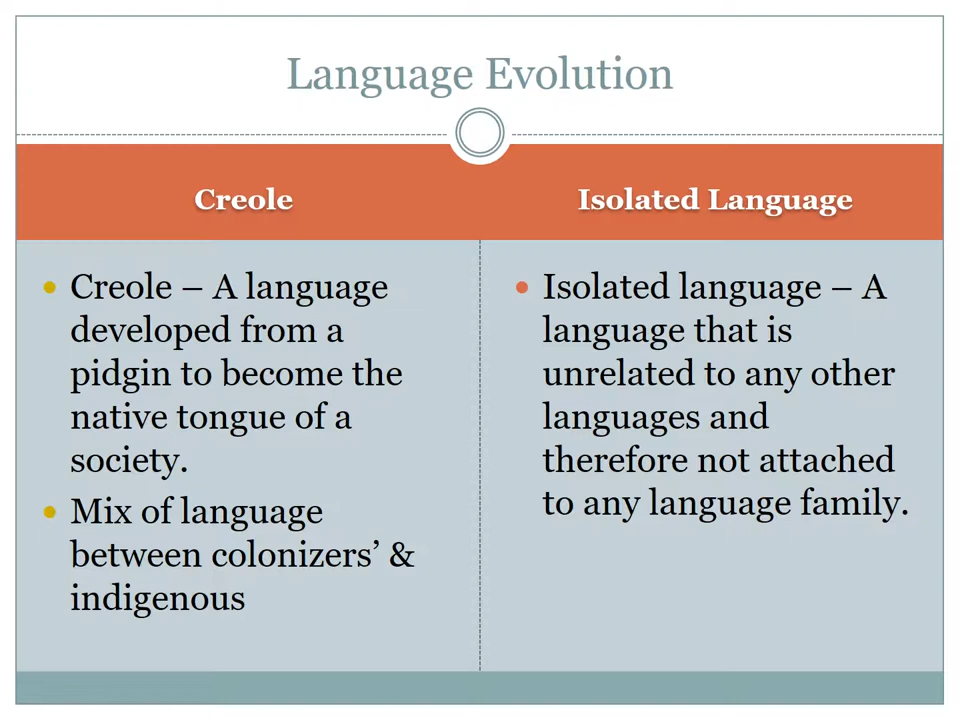 Language Evolution
Creole
Isolated Language
Creole – A language
developed from a
pidgin to become the
native tongue of a
society.
Mix of language
between colonizers’ &
indigenous
Isolated language – A
language that is
unrelated to any other
languages and
therefore not attached
to any language family.